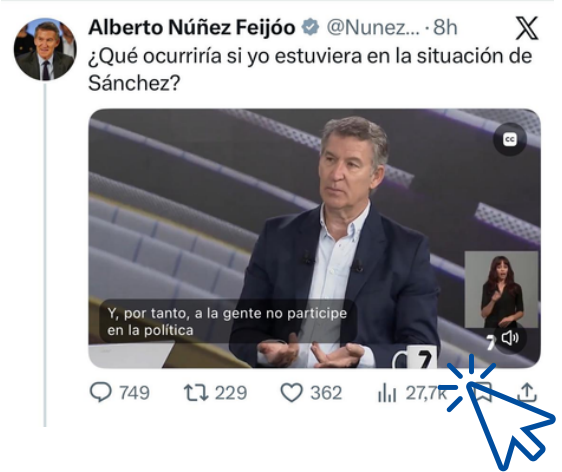 Alberto Núñez Feijóo @Nunez... · 8h
¿Qué ocurriría si yo estuviera en la situación de
Sánchez?
cc
Y, por tanto, a la gente no participe
en la política
7
7
749 229 362 27,7K